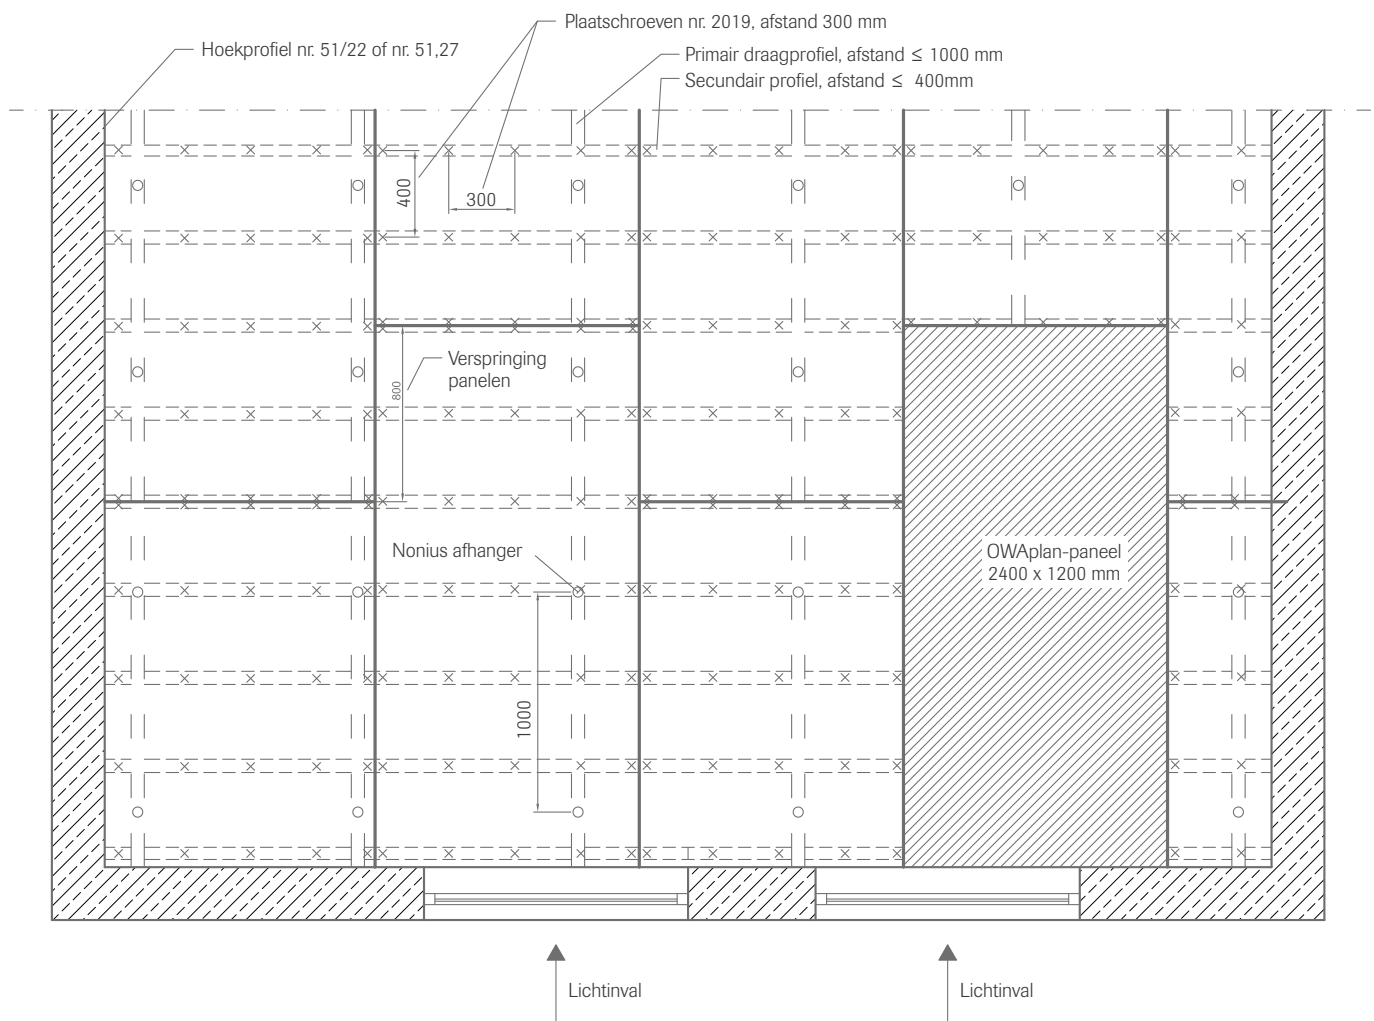 Plaatschroeven nr. 2019, afstand 300 mm
Hoekprofiel nr. 51/22 of nr. 51,27
Primair draagprofiel, afstand ≤ 1000 mm
Secundair profiel, afstand ≤ 400mm
400
300
Verspringing
panelen
800
Nonius afhanger
OWAplan-paneel
2400 x 1200 mm
1000
Lichtinval
Lichtinval